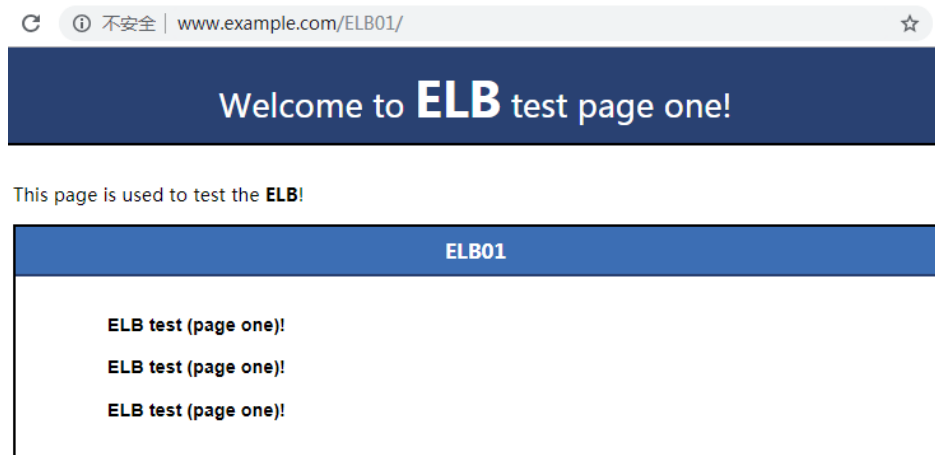 不安全 | www.example.com/ELB01/
Welcome to ELB test page one!
This page is used to test the ELB!
ELB01
ELB test (page one)!
ELB test (page one)!
ELB test (page one)!